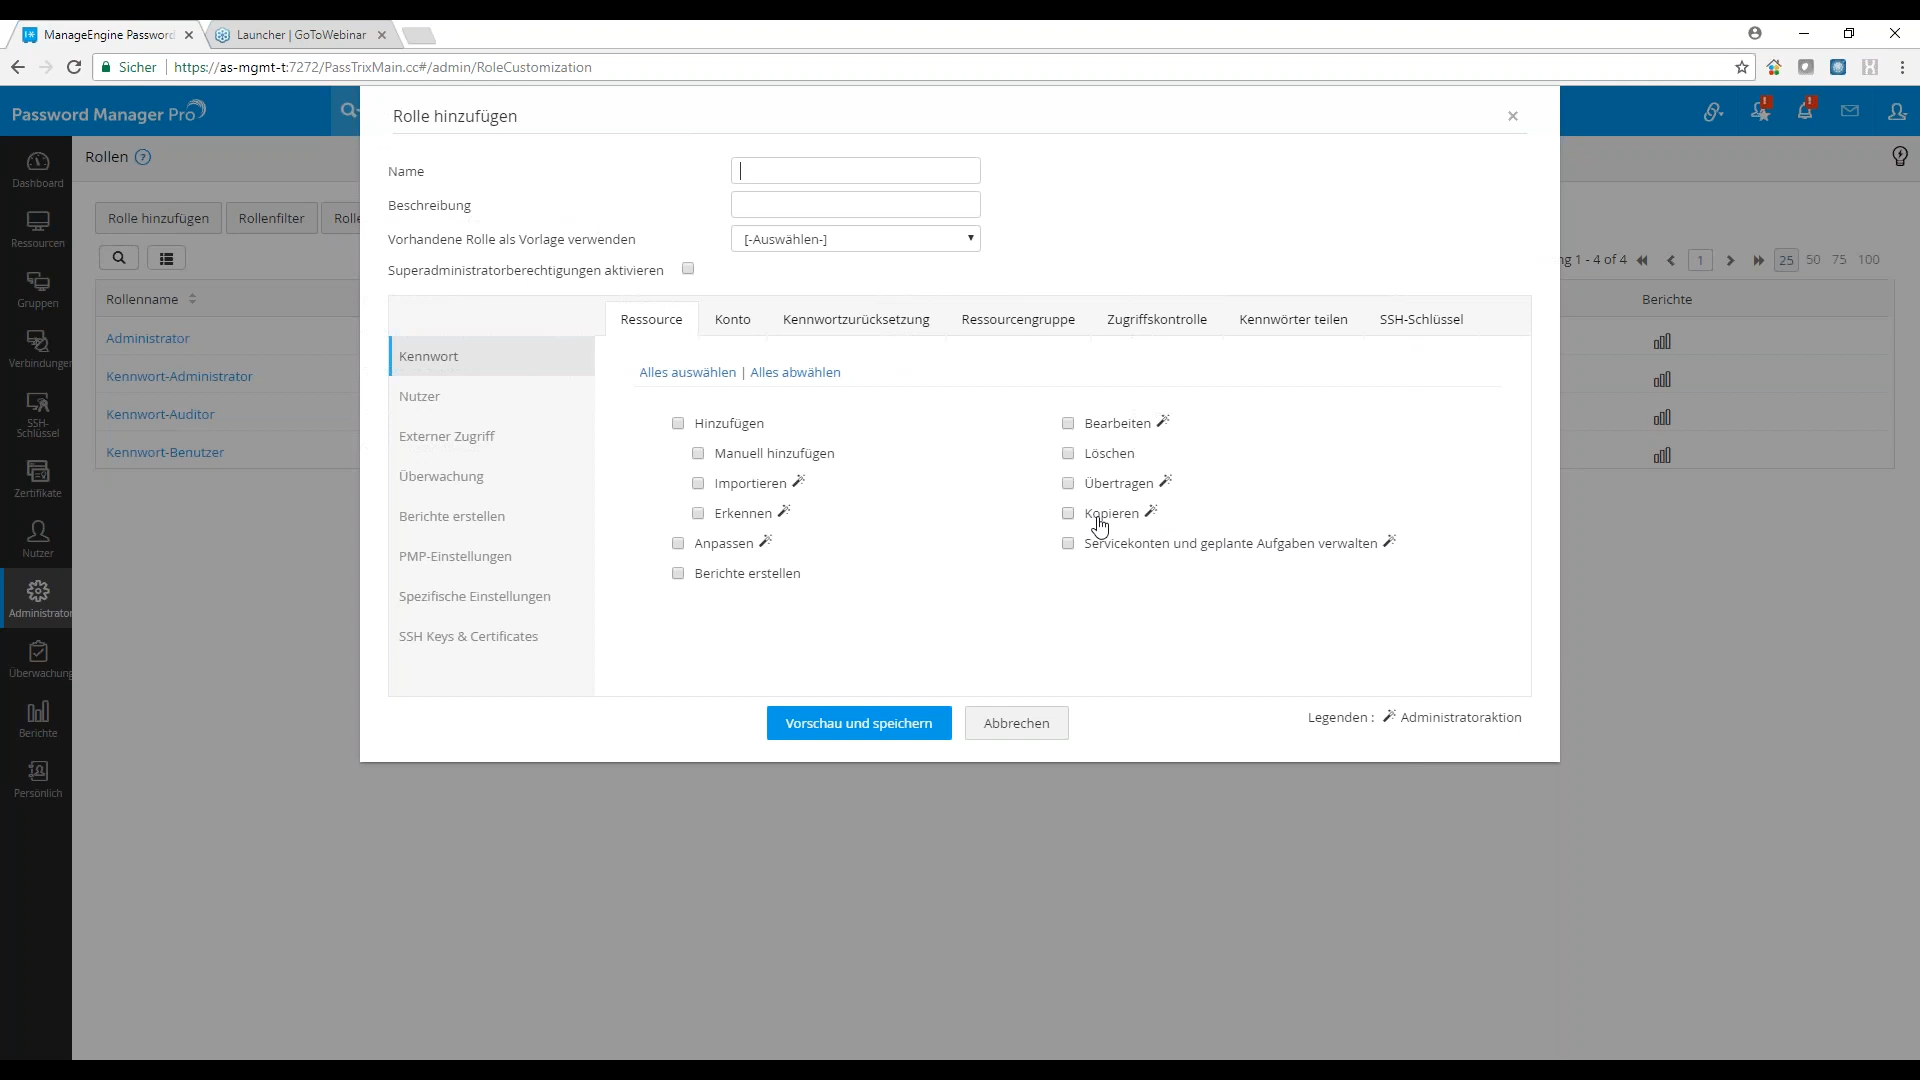 ManageEngine Password
Launcher | GoToWebinar
Sicher
https://as-mgmt-t:7272/PassTrixMain.cc#/admin/RoleCustomization
Password Manager Pro
Rolle hinzufügen
Rollen
Dashboard
Ressourcen
Gruppen
Verbindungen
SSH-
Schlüssel
Zertifikate
Nutzer
Administrator
Überwachung
Berichte
Persönlich
Rolle hinzufügen
Rollenfilter
Rolle
Rollenname
Administrator
Kennwort-Administrator
Kennwort-Auditor
Kennwort-Benutzer
Name
Beschreibung
Vorhandene Rolle als Vorlage verwenden
[-Auswählen-]
Superadministratorberechtigungen aktivieren
Ressource
Konto
Kennwortzurücksetzung
Ressourcengruppe
Zugriffskontrolle
Kennwörter teilen
SSH-Schlüssel
Kennwort
Nutzer
Externer Zugriff
Überwachung
Berichte erstellen
PMP-Einstellungen
Spezifische Einstellungen
SSH Keys & Certificates
Alles auswählen | Alles abwählen
Hinzufügen
Manuell hinzufügen
Importieren
Erkennen
Anpassen
Berichte erstellen
Bearbeiten
Löschen
Übertragen
Kopieren
Servicekonten und geplante Aufgaben verwalten
Vorschau und speichern
Abbrechen
Legenden : Administratoraktion
ng 1 - 4 of 4
1
25
50
75
100
Berichte